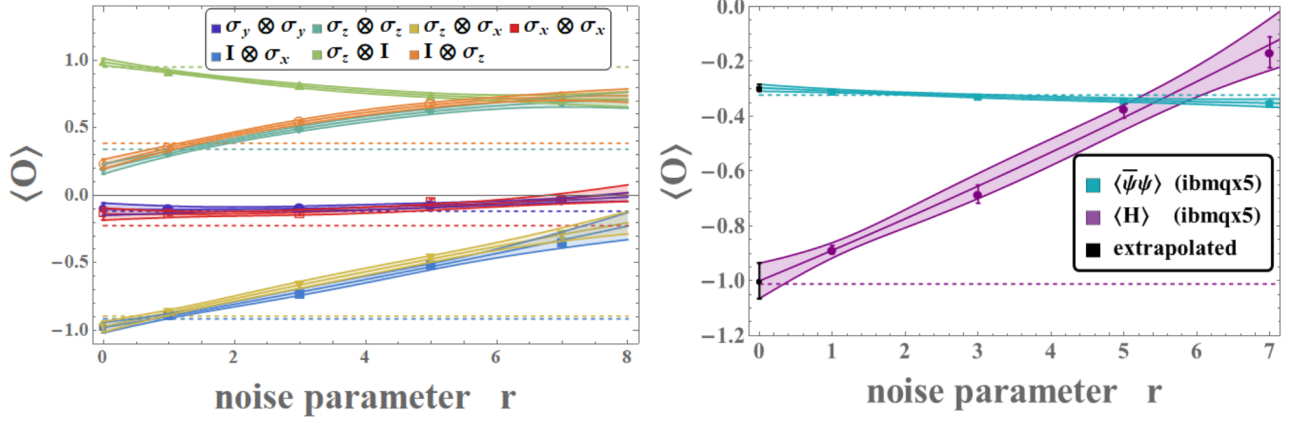 σy ⊗ σy σz ⊗ σz σz ⊗ σx σx ⊗ σx
I ⊗ σx σz ⊗ I I ⊗ σz
1.0
0.5
0.0
-0.5
-1.0
⟨O⟩
0 2 4 6 8
noise parameter r
0.0
-0.2
-0.4
-0.6
-0.8
-1.0
-1.2
⟨O⟩
⟨ψ̄ψ⟩ (ibmqx5)
⟨H⟩ (ibmqx5)
extrapolated
0 1 2 3 4 5 6 7
noise parameter r